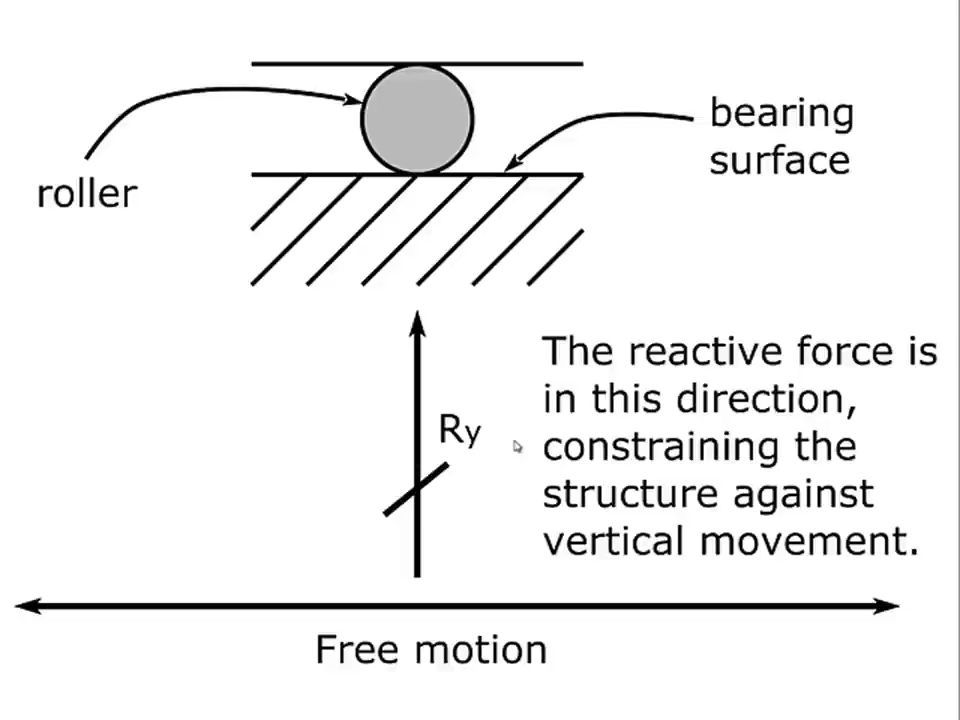 roller
bearing
surface
Ry
The reactive force is
in this direction,
constraining the
structure against
vertical movement.
Free motion